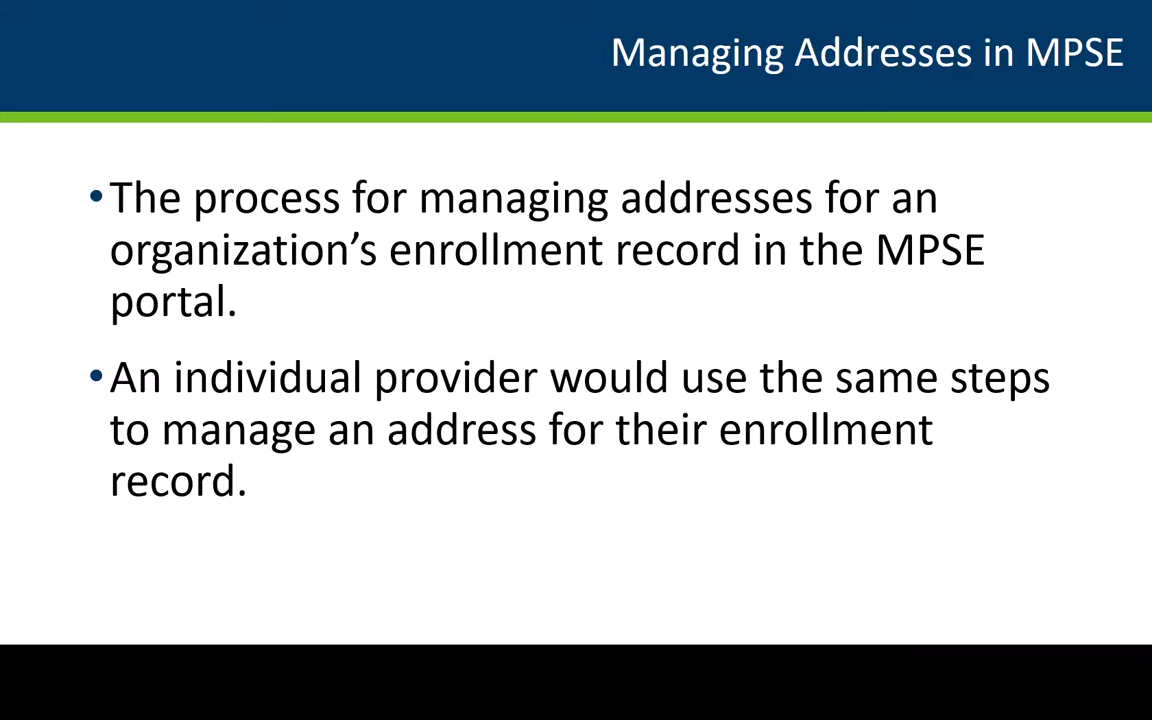 Managing Addresses in MPSE
•The process for managing addresses for an
organization’s enrollment record in the MPSE
portal.
•An individual provider would use the same steps
to manage an address for their enrollment
record.